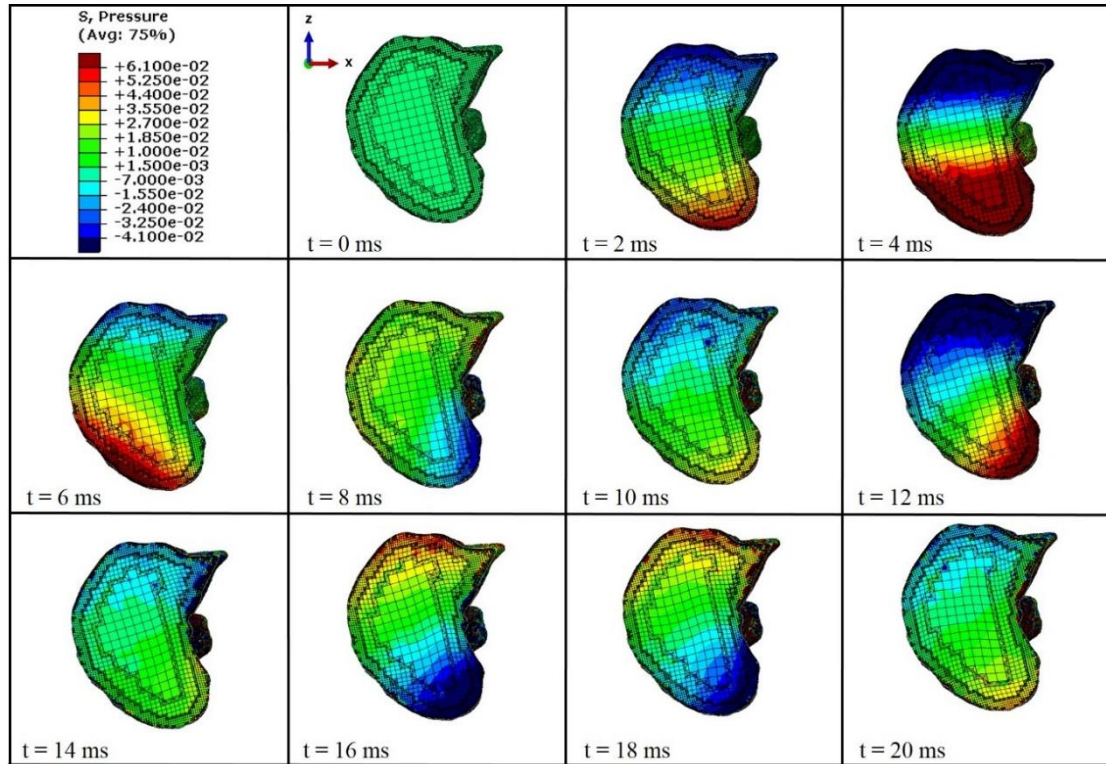 S, Pressure
(Avg: 75%)
+6.100e-02
+5.250e-02
+4.400e-02
+3.550e-02
+2.700e-02
+1.850e-02
+1.000e-02
+1.500e-03
-7.000e-03
-1.550e-02
-2.400e-02
-3.250e-02
-4.100e-02
z
x
t = 0 ms
t = 2 ms
t = 4 ms
t = 6 ms
t = 8 ms
t = 10 ms
t = 12 ms
t = 14 ms
t = 16 ms
t = 18 ms
t = 20 ms